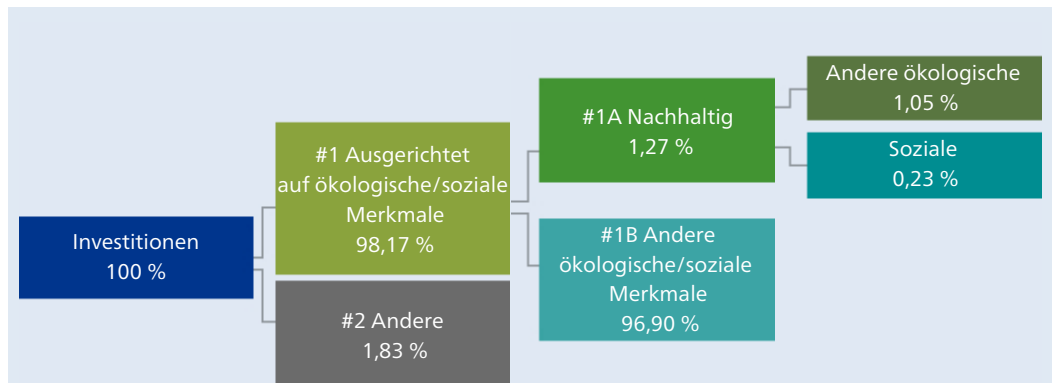 Investitionen
100 %
#1 Ausgerichtet
auf ökologische/soziale
Merkmale
98,17 %
#2 Andere
1,83 %
#1A Nachhaltig
1,27 %
#1B Andere
ökologische/soziale
Merkmale
96,90 %
Andere ökologische
1,05 %
Soziale
0,23 %